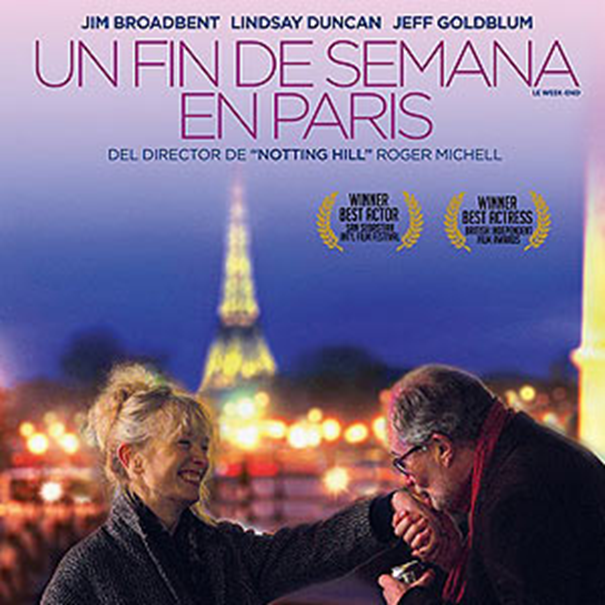 JIM BROADBENT LINDSAY DUNCAN JEFF GOLDBLUM
UN FIN DE SEMANA
LE WEEK-END
EN PARIS
DEL DIRECTOR DE "NOTTING HILL" ROGER MICHELL
WINNER
BEST ACTOR
SAN SEBASTIAN
INT'L FILM FESTIVAL
WINNER
BEST ACTRESS
BRITISH INDEPENDENT
FILM AWARDS